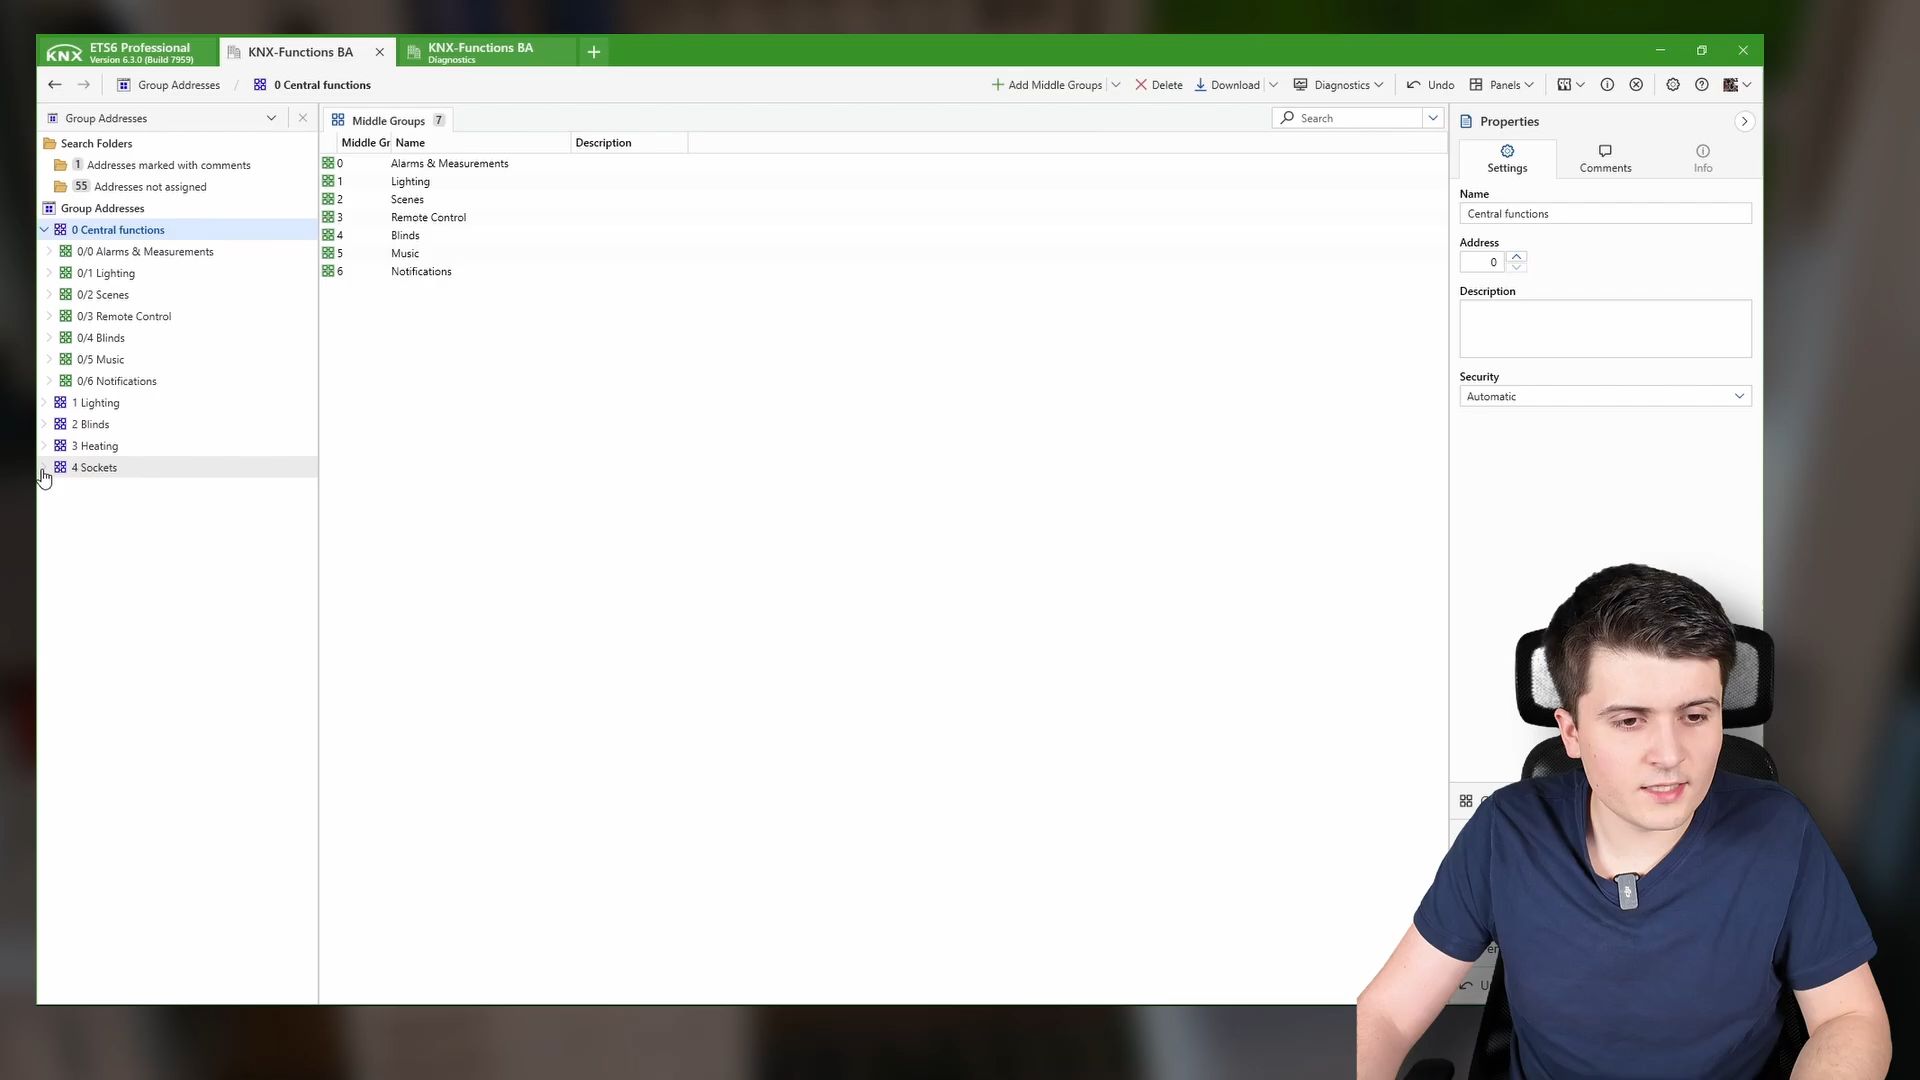 KNX
ETS6 Professional
Version 6.3.0 (Build 7959)
KNX-Functions BA
KNX-Functions BA
Diagnostics
Group Addresses
/
0 Central functions
Add Middle Groups
Delete
Download
Diagnostics
Undo
Panels
Group Addresses
Search Folders
1 Addresses marked with comments
55 Addresses not assigned
Group Addresses
0 Central functions
0/0 Alarms & Measurements
0/1 Lighting
0/2 Scenes
0/3 Remote Control
0/4 Blinds
0/5 Music
0/6 Notifications
1 Lighting
2 Blinds
3 Heating
4 Sockets
Middle Groups 7
Search
Middle Gr Name Description
0 Alarms & Measurements
1 Lighting
2 Scenes
3 Remote Control
4 Blinds
5 Music
6 Notifications
Properties
Settings
Comments
Info
Name
Central functions
Address
0
Description
Security
Automatic